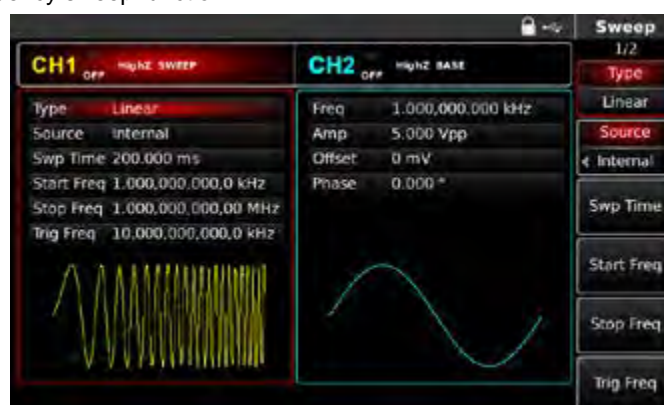 Sweep
1/2
CH1 OFF HighZ SWEEP
CH2 OFF HighZ BASE
Type Linear
Source Internal
Swp Time 200.000 ms
Start Freq 1.000,000,000,0 kHz
Stop Freq 1.000,000,000,00 MHz
Trig Freq 10.000,000,000,0 kHz
Freq 1.000,000,000 kHz
Amp 5.000 Vpp
Offset 0 mV
Phase 0.000 °
Type
Linear
Source
Internal
Swp Time
Start Freq
Stop Freq
Trig Freq